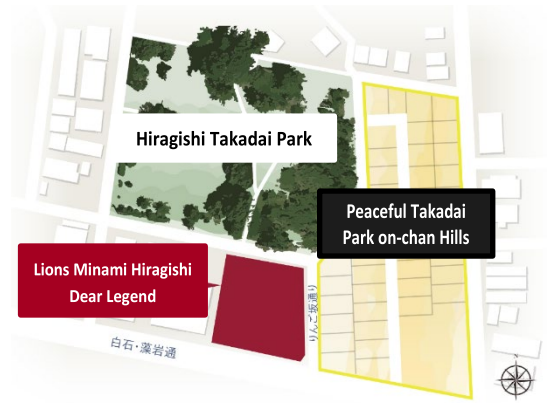 Hiragishi Takadai Park
Peaceful Takadai
Park on-chan Hills
Lions Minami Hiragishi
Dear Legend
りんご坂通り
白石・藻岩通